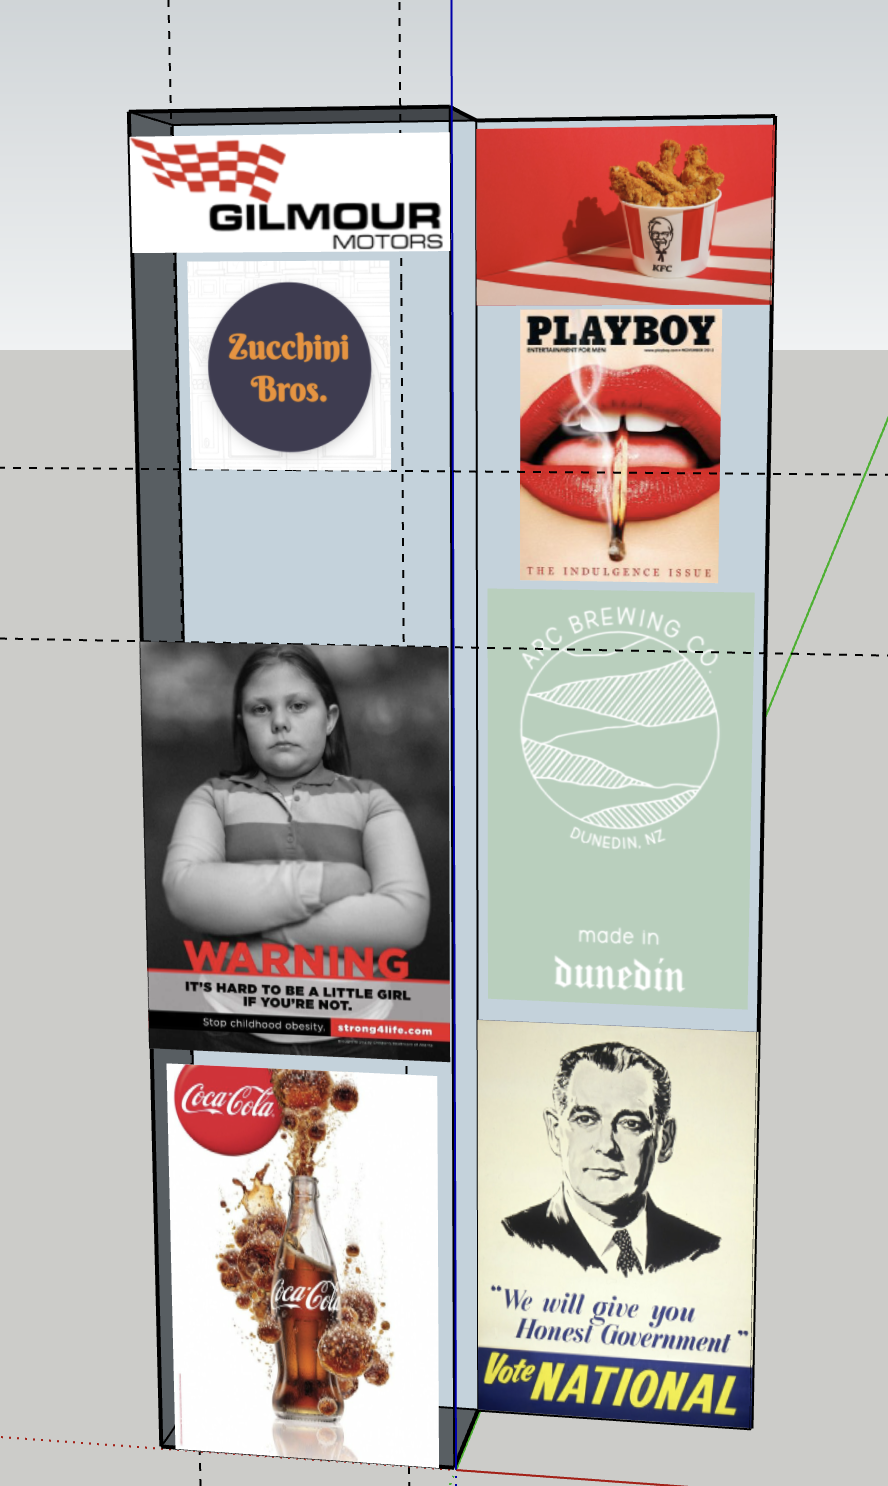 GILMOUR
MOTORS
Zucchini
Bros.
WARNING
IT'S HARD TO BE A LITTLE GIRL
IF YOU'RE NOT.
Stop childhood obesity. strong4life.com
Coca-Cola
Coca-Cola
KFC
PLAYBOY
ENTERTAINMENT FOR MEN
THE INDULGENCE ISSUE
ARC BREWING CO.
DUNEDIN, NZ
made in
dunedin
"We will give you
Honest Government"
Vote NATIONAL